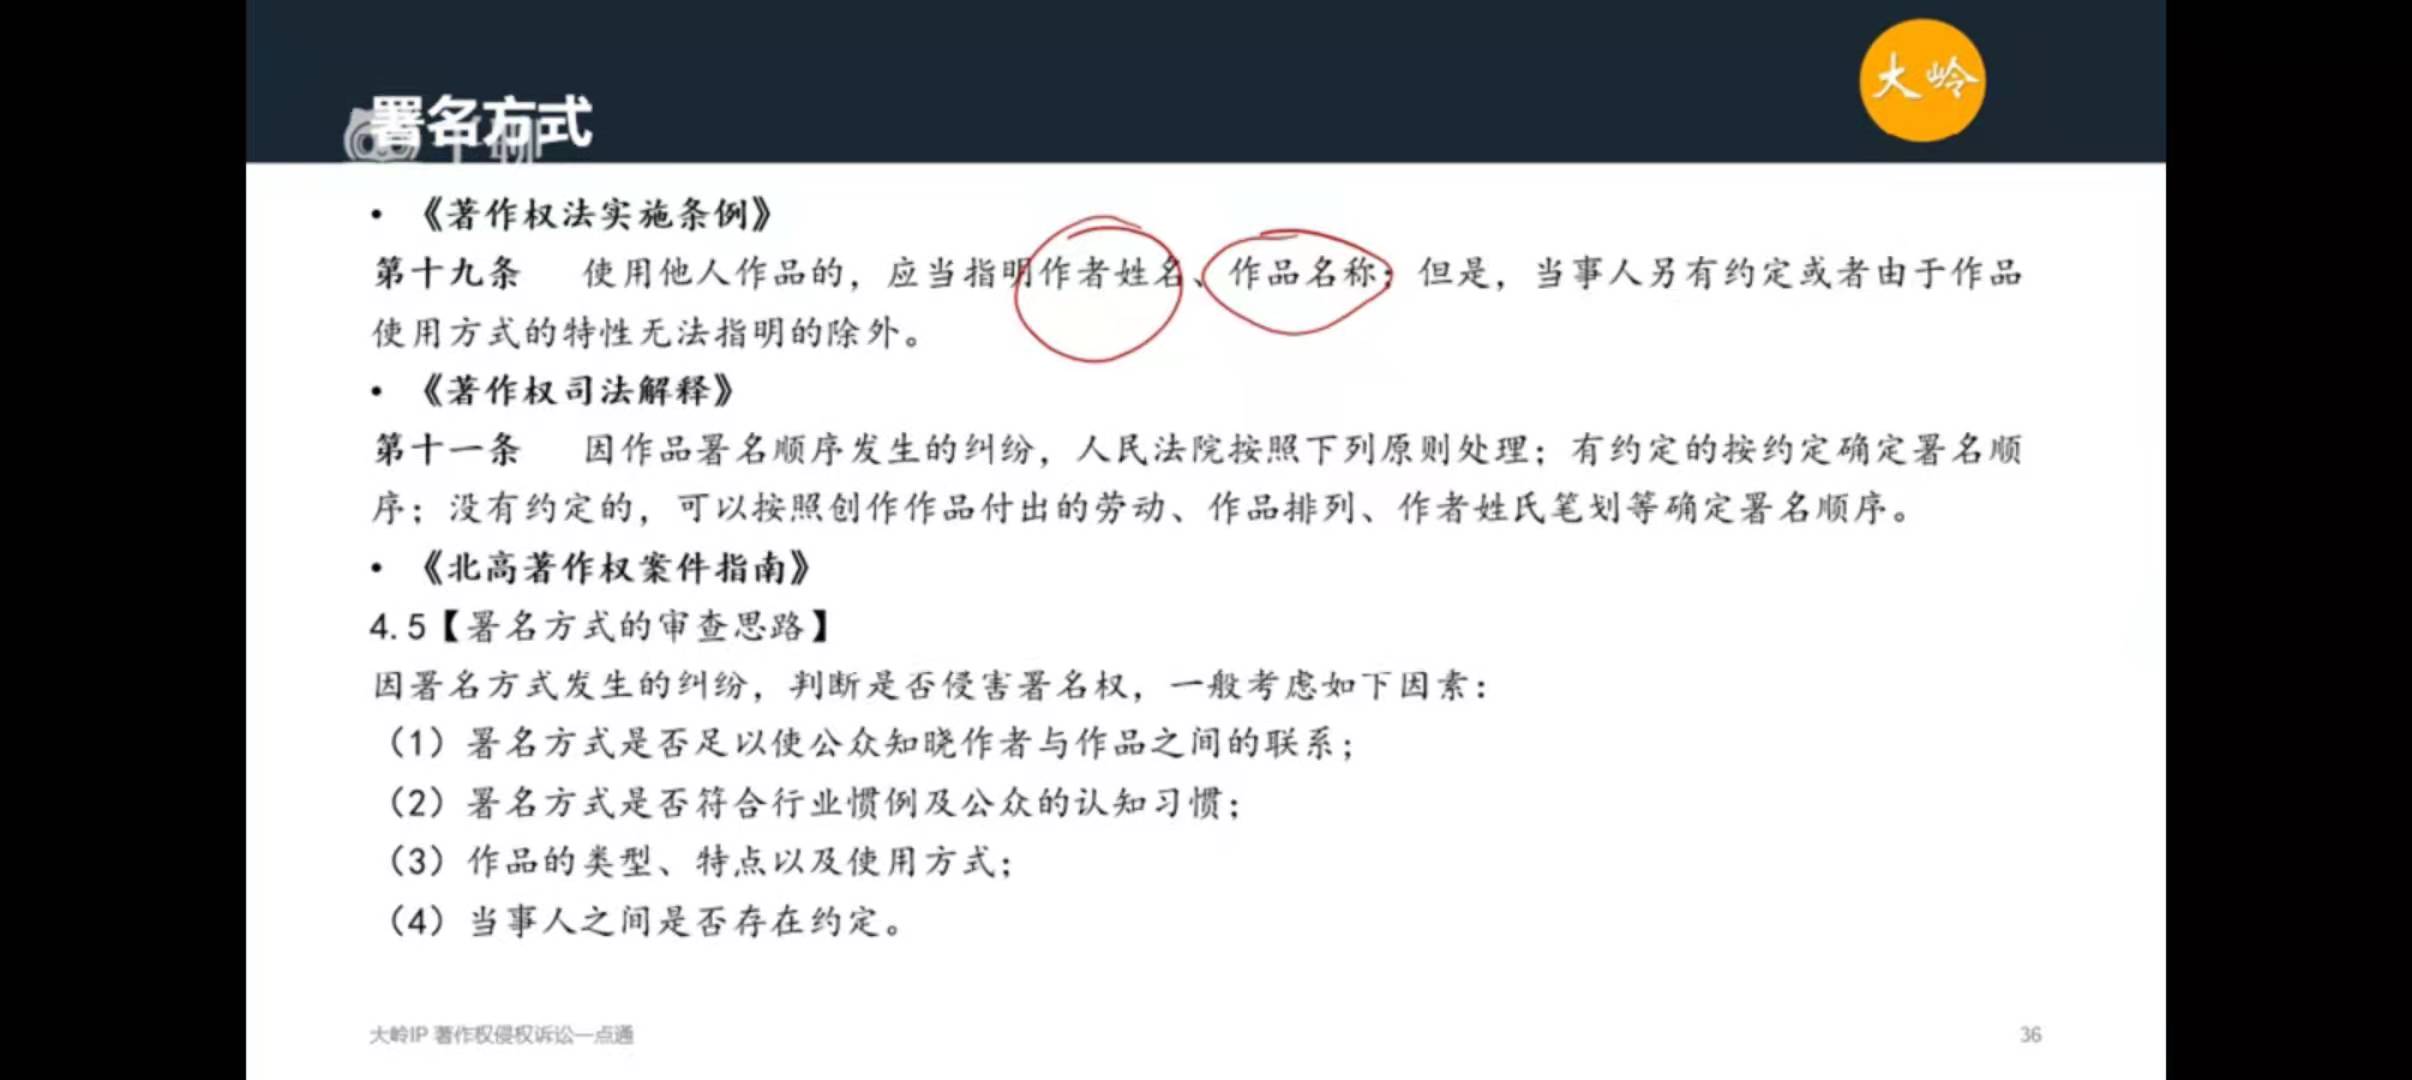 大岭
署名方式
• 《著作权法实施条例》
第十九条 使用他人作品的，应当指明作者姓名、作品名称；但是，当事人另有约定或者由于作品
使用方式的特性无法指明的除外。
• 《著作权司法解释》
第十一条 因作品署名顺序发生的纠纷，人民法院按照下列原则处理；有约定的按约定确定署名顺
序；没有约定的，可以按照创作作品付出的劳动、作品排列、作者姓氏笔划等确定署名顺序。
• 《北高著作权案件指南》
4.5【署名方式的审查思路】
因署名方式发生的纠纷，判断是否侵害署名权，一般考虑如下因素：
（1）署名方式是否足以使公众知晓作者与作品之间的联系；
（2）署名方式是否符合行业惯例及公众的认知习惯；
（3）作品的类型、特点以及使用方式；
（4）当事人之间是否存在约定。
大岭IP 著作权侵权诉讼一点通
36